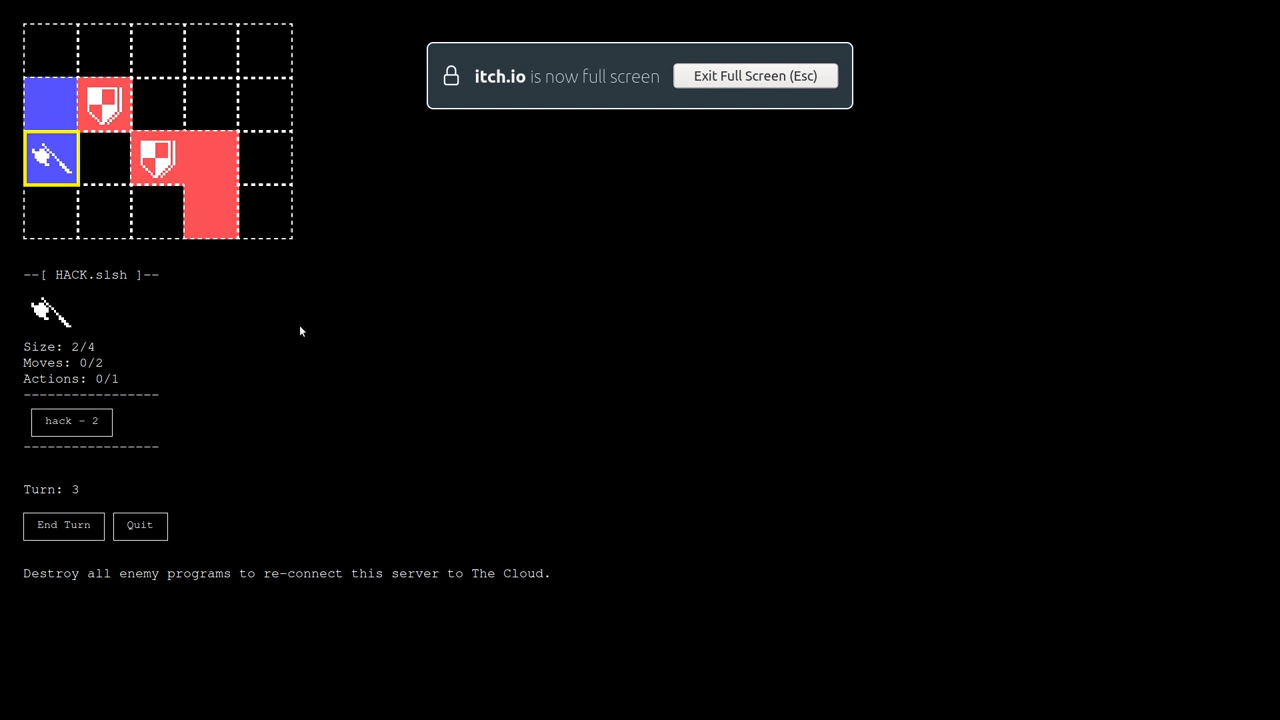 itch.io is now full screen
Exit Full Screen (Esc)
--[ HACK.slsh ]--
Size: 2/4
Moves: 0/2
Actions: 0/1
-----------------
hack - 2
-----------------
Turn: 3
End Turn
Quit
Destroy all enemy programs to re-connect this server to The Cloud.